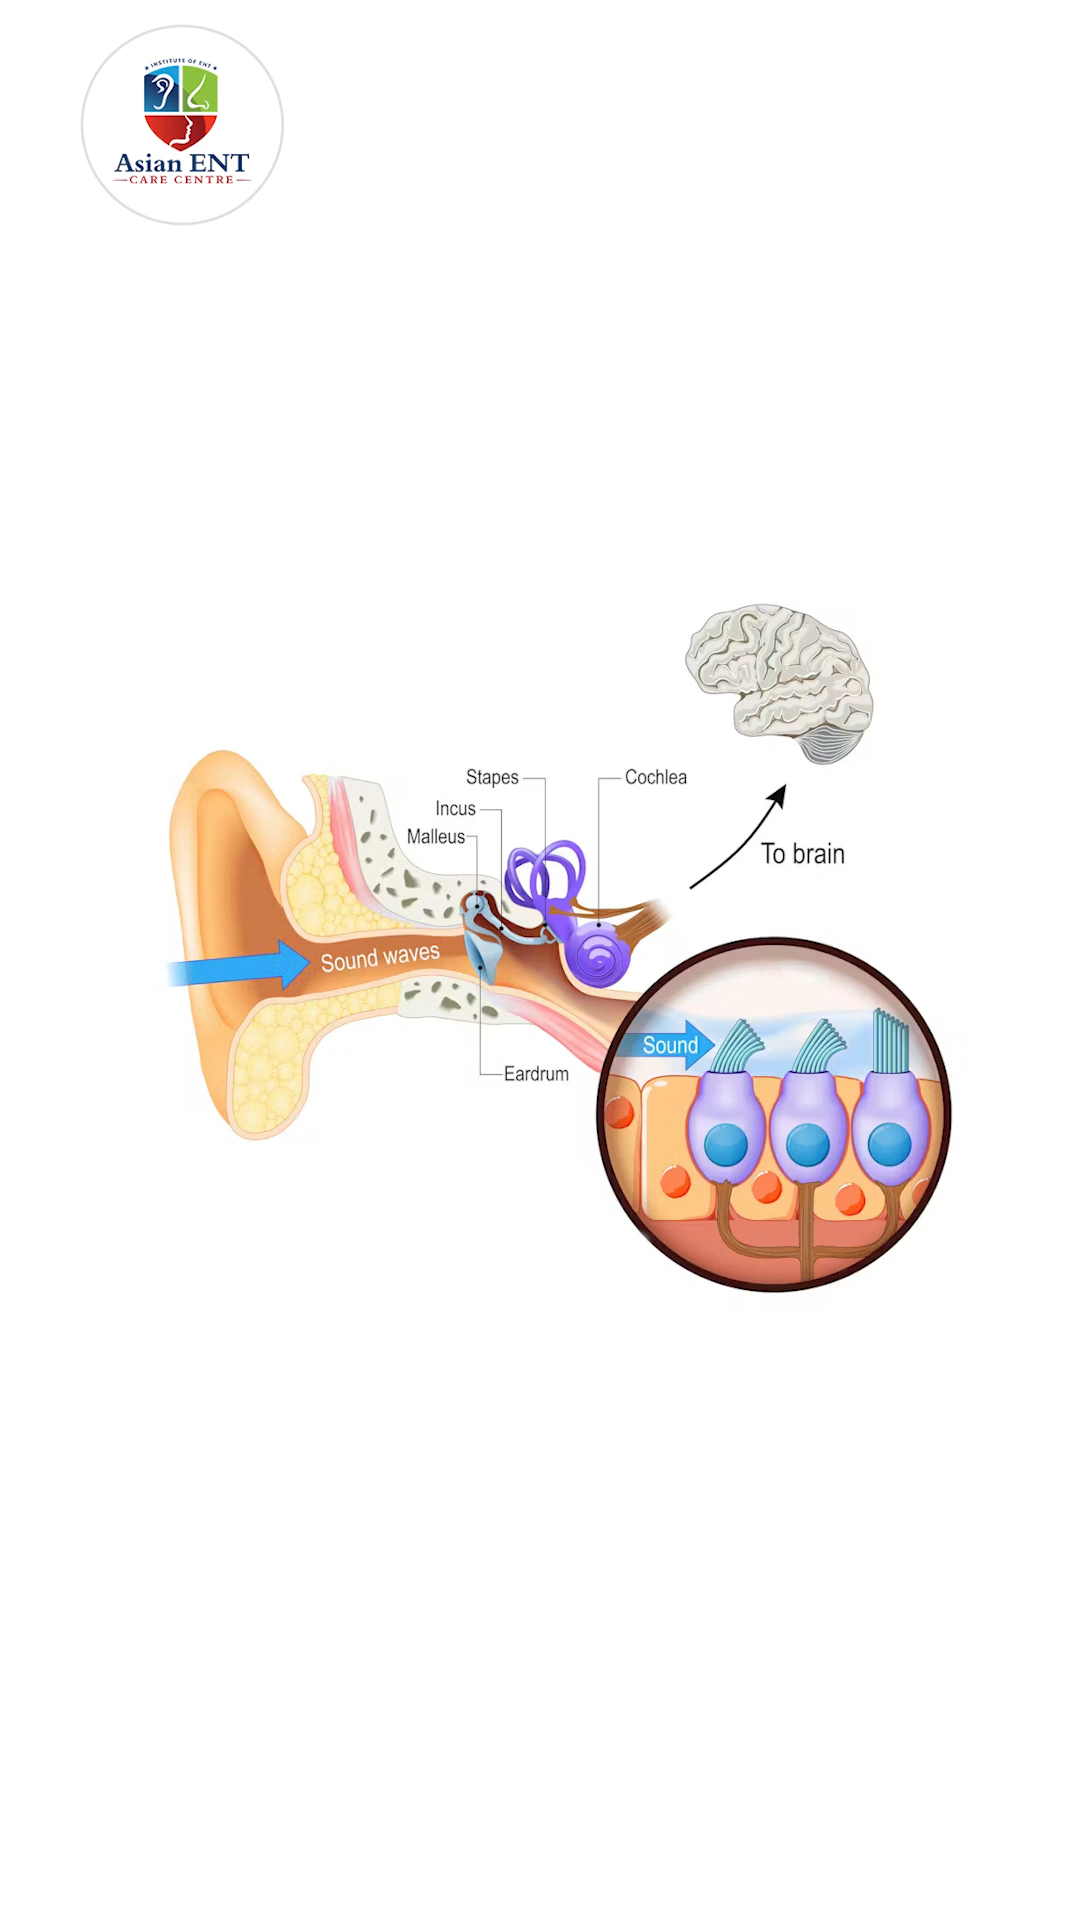 ★ INSTITUTE OF ENT ★
Asian ENT
CARE CENTRE
Stapes
Cochlea
Incus
Malleus
To brain
Sound waves
Sound
Eardrum